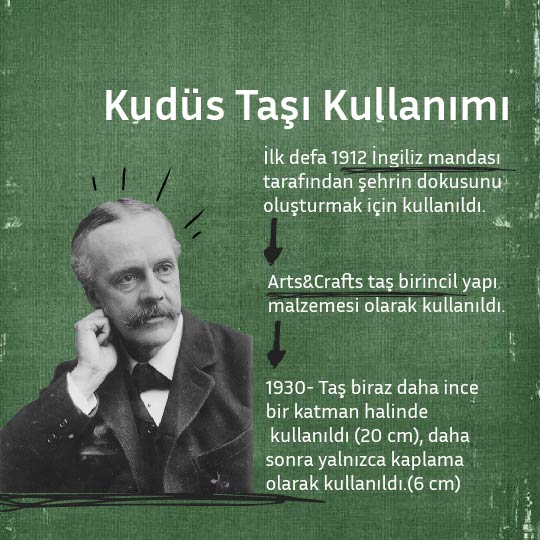 Kudüs Taşı Kullanımı
İlk defa 1912 İngiliz mandası
tarafından şehrin dokusunu
oluşturmak için kullanıldı.
Arts&Crafts taş birincil yapı
malzemesi olarak kullanıldı.
1930- Taş biraz daha ince
bir katman halinde
kullanıldı (20 cm), daha
sonra yalnızca kaplama
olarak kullanıldı.(6 cm)